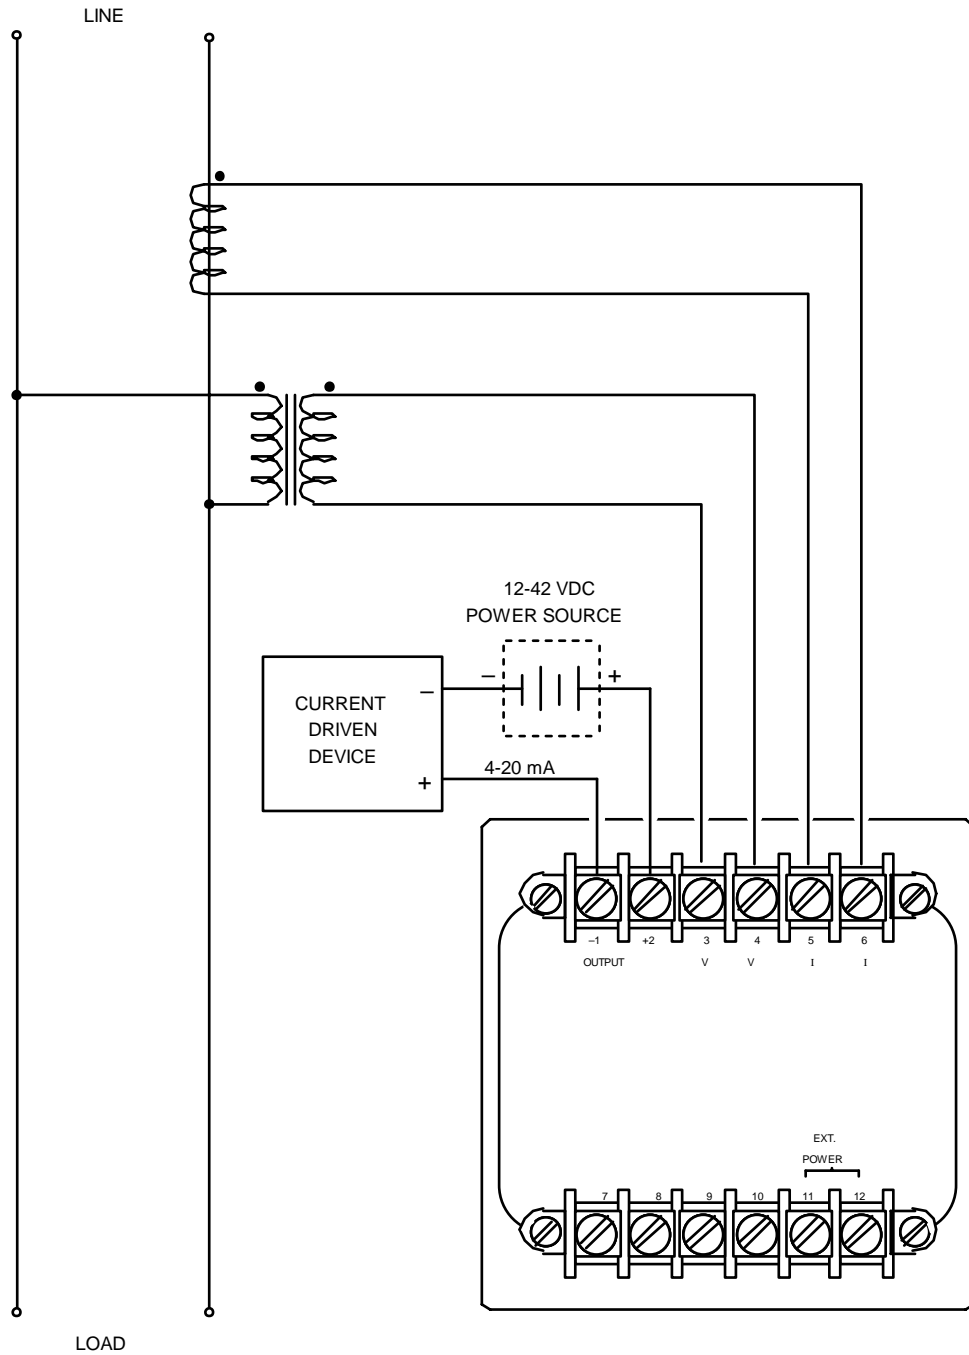 LINE
12-42 VDC
POWER SOURCE
– +
CURRENT
DRIVEN
DEVICE
–
+
4-20 mA
–1 +2 3 4 5 6
OUTPUT V V I I
EXT.
POWER
7 8 9 10 11 12
LOAD